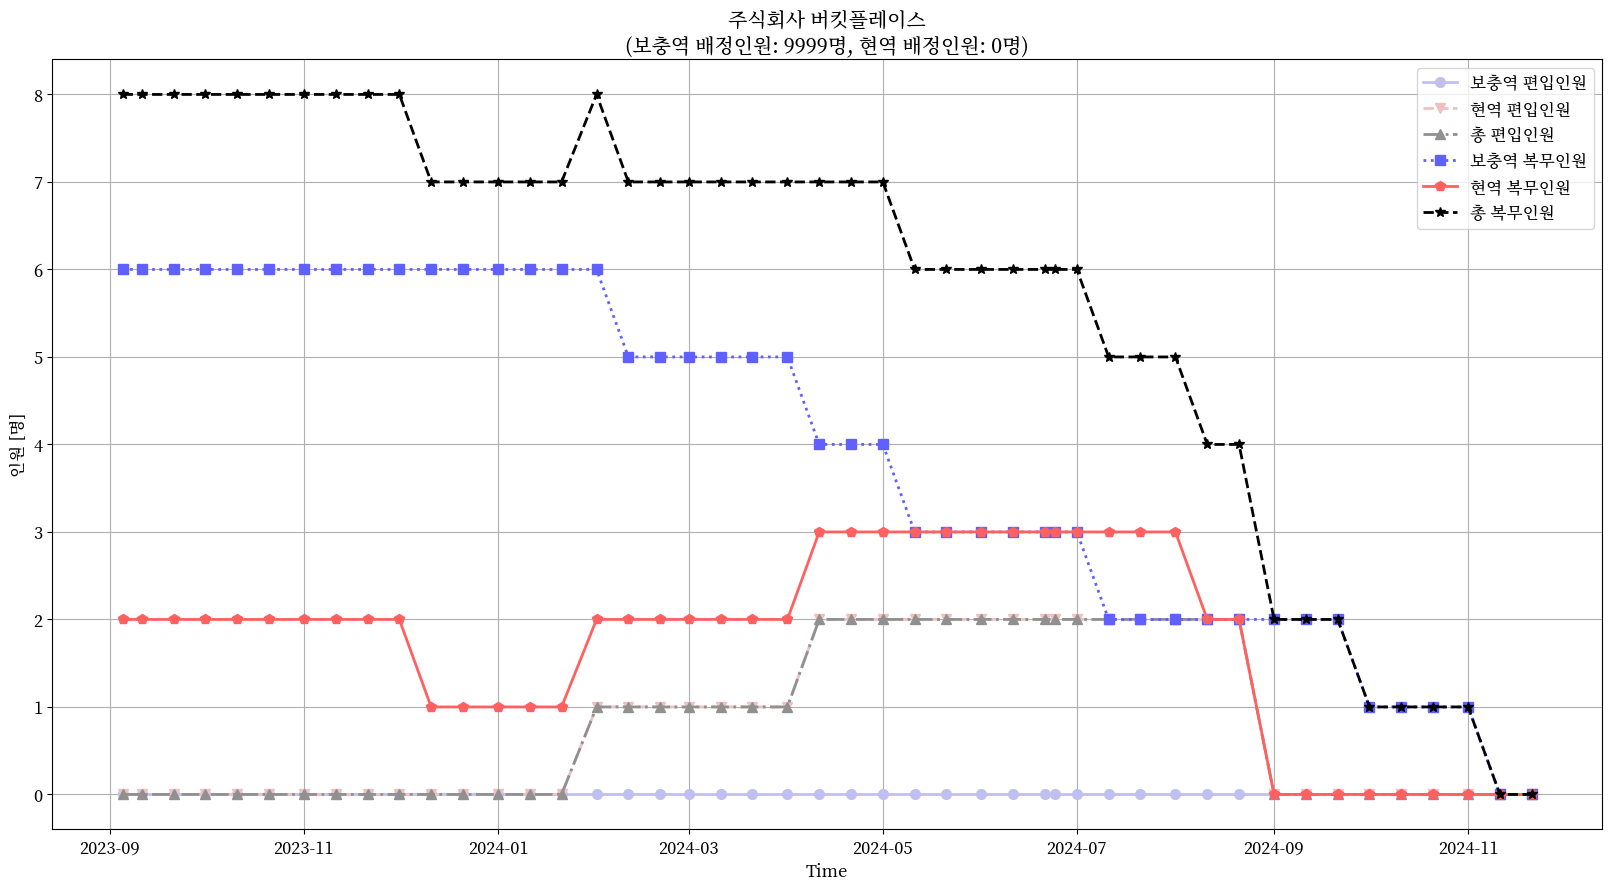 주식회사 버킷플레이스
(보충역 배정인원: 9999명, 현역 배정인원: 0명)
보충역 편입인원
현역 편입인원
총 편입인원
보충역 복무인원
현역 복무인원
총 복무인원
인원 [명]
8
7
6
5
4
3
2
1
0
2023-09
2023-11
2024-01
2024-03
2024-05
2024-07
2024-09
2024-11
Time